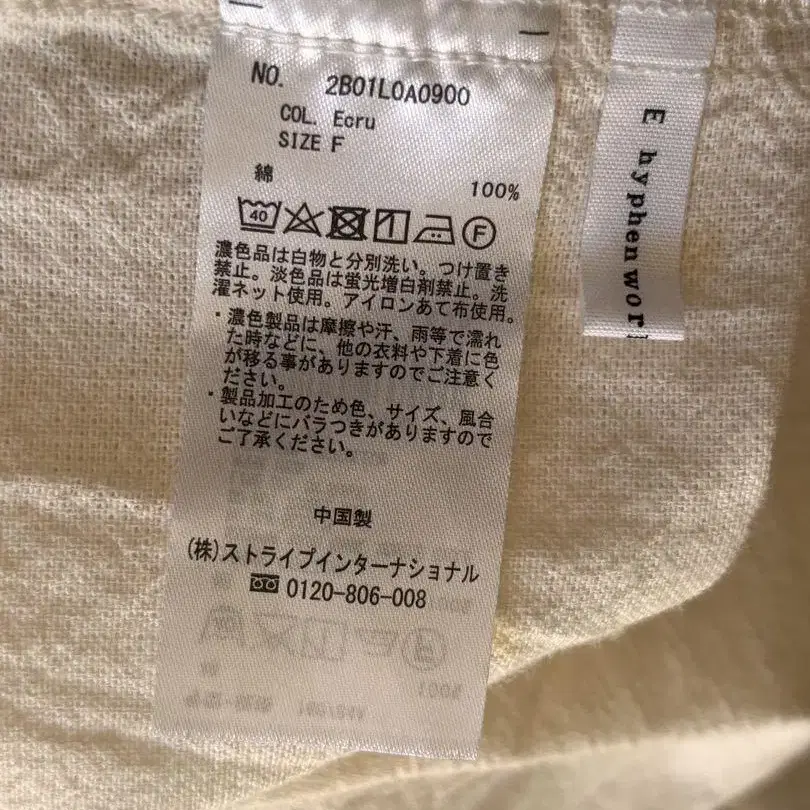 NO. 2B01L0A0900
COL. Ecru
SIZE F
綿 100%
40 F
濃色品は白物と分別洗い。つけ置き
禁止。淡色品は蛍光増白剤禁止。洗
濯ネット使用。アイロンあて布使用。
・濃色製品は摩擦や汗、雨等で濡れ
た時などに、他の衣料や下着に色
が移る事がありますのでご注意く
ださい。
・製品加工のため色、サイズ、風合
いなどにバラつきがありますので
ご了承ください。
中国製
(株)ストライプインターナショナル
0120-806-008
E hyphen wor